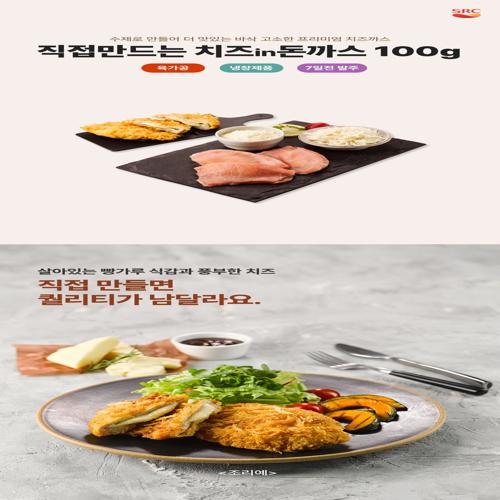 SRC
수제로 만들어 더 맛있는 바삭 고소한 프리미엄 치즈까스
직접만드는 치즈in돈까스 100g
육가공 냉장제품 7일전 발주
살아있는 빵가루 식감과 풍부한 치즈
직접 만들면
퀄리티가 남달라요.
<조리예>